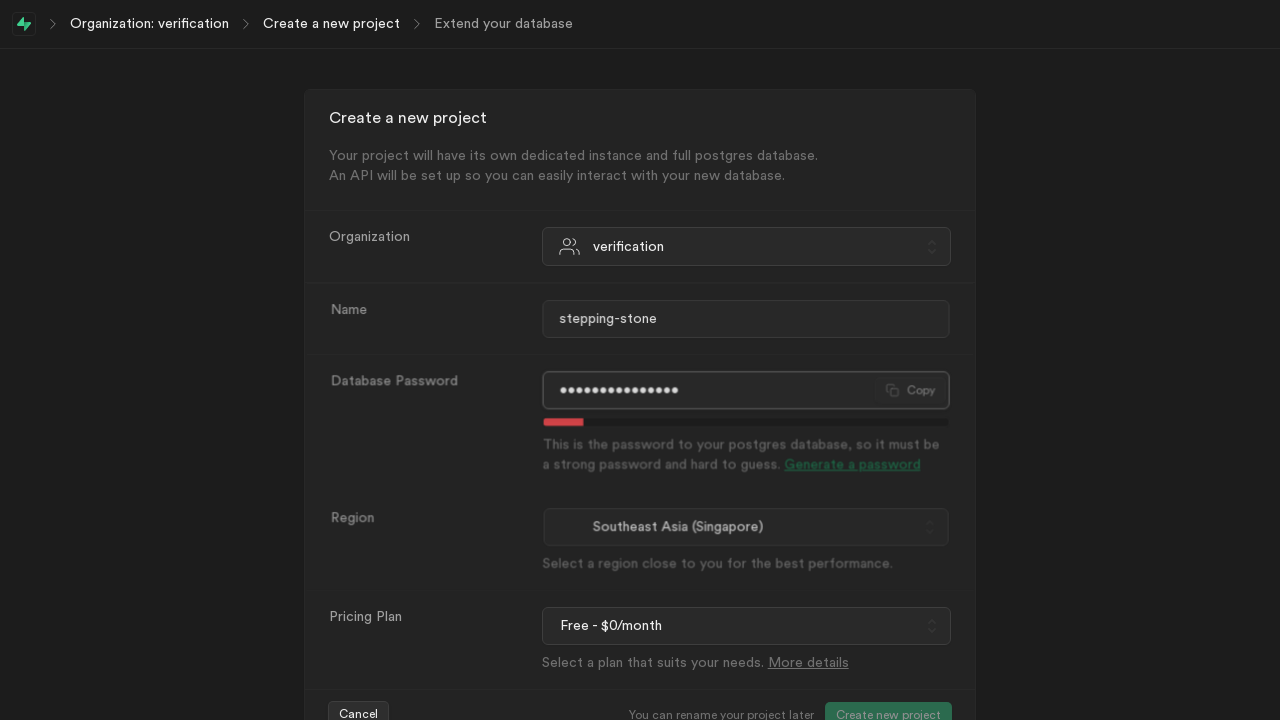 Organization: verification
Create a new project
Extend your database
Create a new project
Your project will have its own dedicated instance and full postgres database.
An API will be set up so you can easily interact with your new database.
Organization
verification
Name
stepping-stone
Database Password
•••••••••••••••
Copy
This is the password to your postgres database, so it must be
a strong password and hard to guess. Generate a password
Region
Southeast Asia (Singapore)
Select a region close to you for the best performance.
Pricing Plan
Free - $0/month
Select a plan that suits your needs. More details
Cancel
You can rename your project later
Create new project